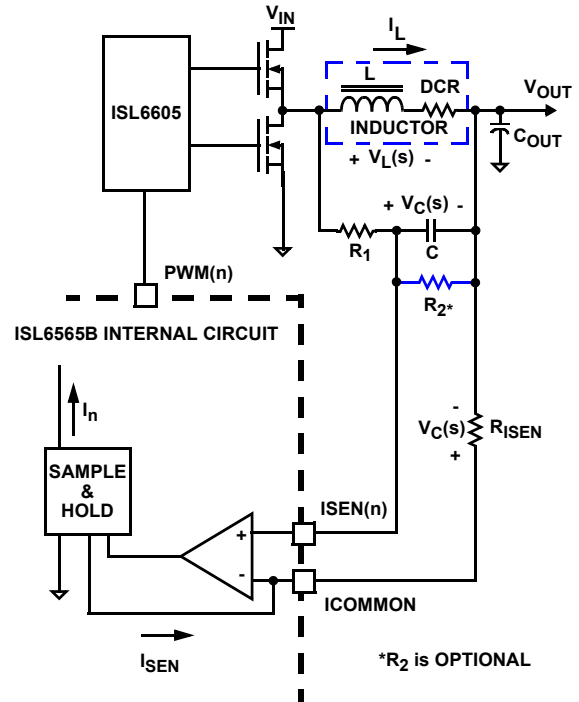 V_IN
I_L
L
DCR
V_OUT
ISL6605
INDUCTOR
C_OUT
+ V_L(s) -
+ V_C(s) -
R_1
C
PWM(n)
R_2*
ISL6565B INTERNAL CIRCUIT
I_n
-
V_C(s)
+
R_ISEN
SAMPLE
&
HOLD
ISEN(n)
+
-
ICOMMON
I_SEN
*R_2 is OPTIONAL